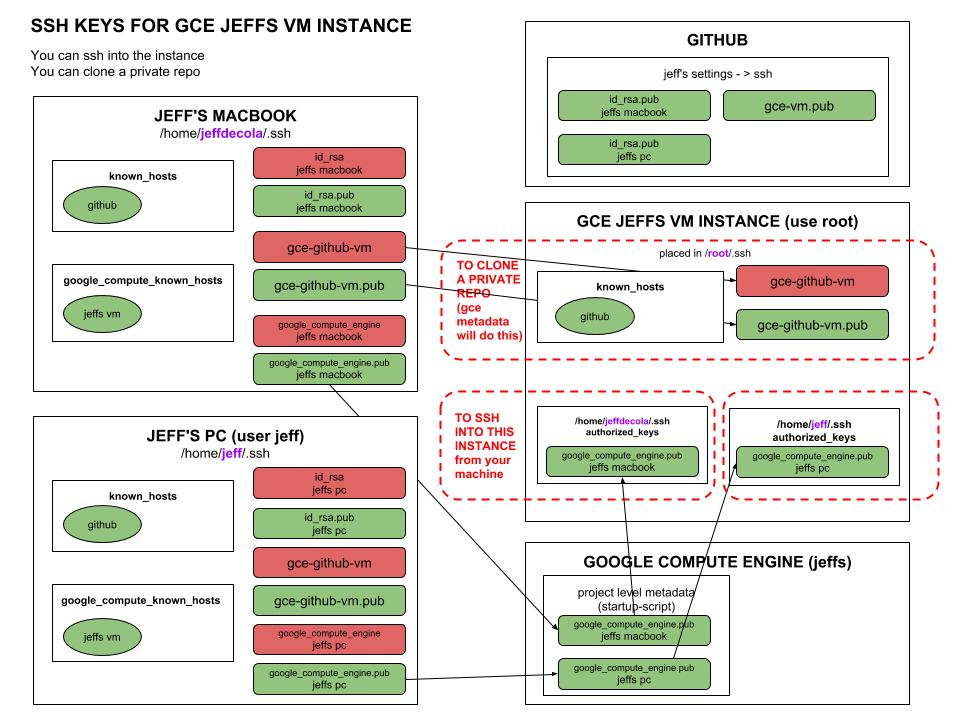 SSH KEYS FOR GCE JEFFS VM INSTANCE
You can ssh into the instance
You can clone a private repo
JEFF'S MACBOOK
/home/jeffdecola/.ssh
known_hosts
github
google_compute_known_hosts
jeffs vm
id_rsa
jeffs macbook
id_rsa.pub
jeffs macbook
gce-github-vm
gce-github-vm.pub
google_compute_engine
jeffs macbook
google_compute_engine.pub
jeffs macbook
JEFF'S PC (user jeff)
/home/jeff/.ssh
known_hosts
github
google_compute_known_hosts
jeffs vm
id_rsa
jeffs pc
id_rsa.pub
jeffs pc
gce-github-vm
gce-github-vm.pub
google_compute_engine
jeffs pc
google_compute_engine.pub
jeffs pc
GITHUB
jeff's settings - > ssh
id_rsa.pub
jeffs macbook
gce-vm.pub
id_rsa.pub
jeffs pc
GCE JEFFS VM INSTANCE (use root)
placed in /root/.ssh
TO CLONE
A PRIVATE
REPO
(gce
metadata
will do this)
known_hosts
github
gce-github-vm
gce-github-vm.pub
TO SSH
INTO THIS
INSTANCE
from your
machine
/home/jeffdecola/.ssh
authorized_keys
google_compute_engine.pub
jeffs macbook
/home/jeff/.ssh
authorized_keys
google_compute_engine.pub
jeffs pc
GOOGLE COMPUTE ENGINE (jeffs)
project level metadata
(startup-script)
google_compute_engine.pub
jeffs macbook
google_compute_engine.pub
jeffs pc